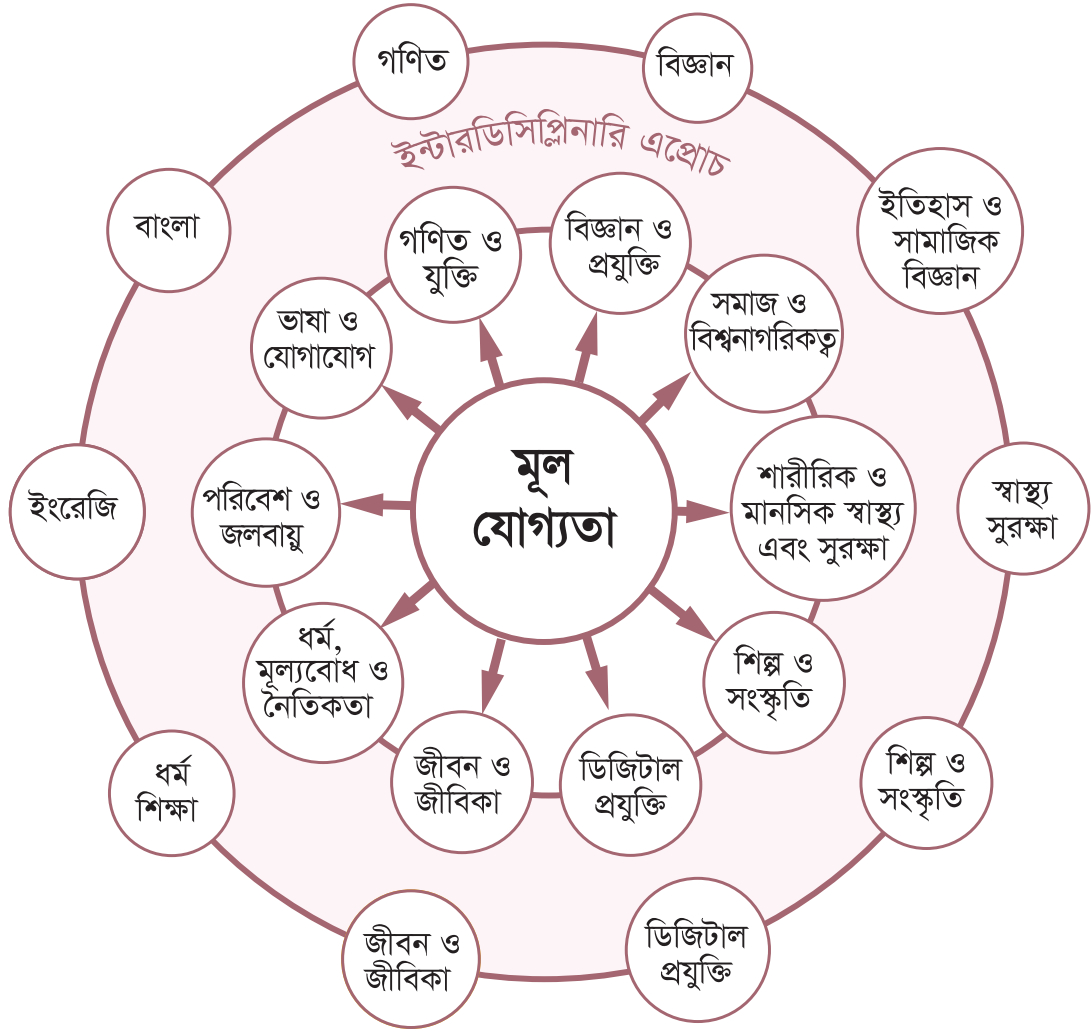 গণিত
বিজ্ঞান
ইতিহাস ও
সামাজিক
বিজ্ঞান
স্বাস্থ্য
সুরক্ষা
শিল্প ও
সংস্কৃতি
ডিজিটাল
প্রযুক্তি
জীবন ও
জীবিকা
ধর্ম
শিক্ষা
ইংরেজি
বাংলা
ইন্টারডিসিপ্লিনারি এপ্রোচ
গণিত ও
যুক্তি
বিজ্ঞান ও
প্রযুক্তি
সমাজ ও
বিশ্বনাগরিকত্ব
শারীরিক ও
মানসিক স্বাস্থ্য
এবং সুরক্ষা
শিল্প ও
সংস্কৃতি
ডিজিটাল
প্রযুক্তি
জীবন ও
জীবিকা
ধর্ম,
মূল্যবোধ ও
নৈতিকতা
পরিবেশ ও
জলবায়ু
ভাষা ও
যোগাযোগ
মূল
যোগ্যতা